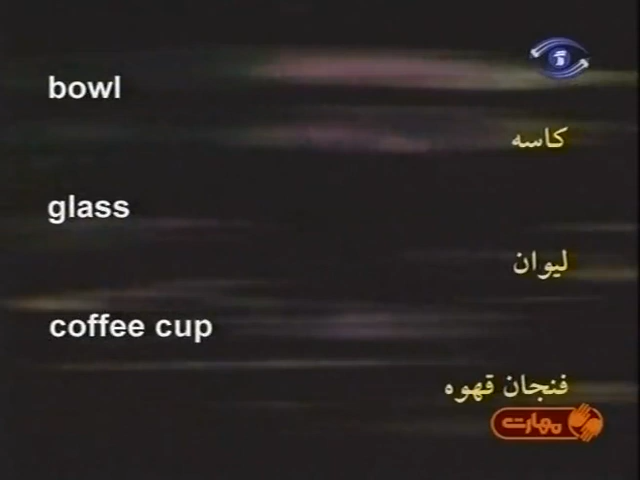 bowl
کاسه
glass
لیوان
coffee cup
فنجان قهوه
مهارت